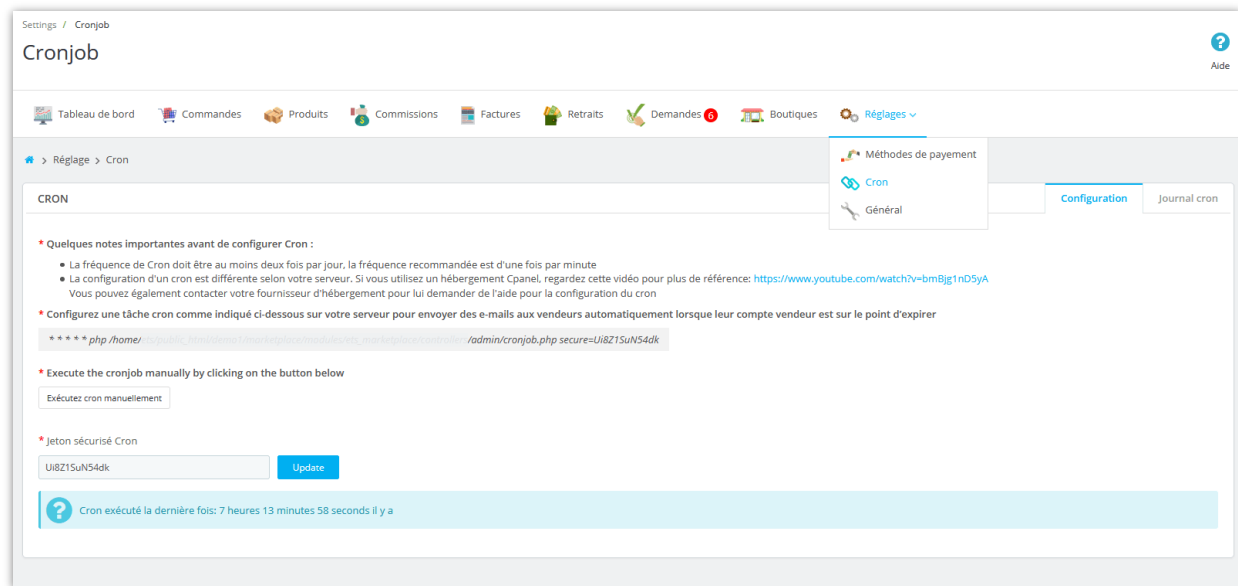 Settings / Cronjob
Cronjob
Aide
Tableau de bord Commandes Produits Commissions Factures Retraits Demandes 6 Boutiques Réglages
Méthodes de payement
Cron
Général
> Réglage > Cron
CRON
Configuration Journal cron
* Quelques notes importantes avant de configurer Cron :
La fréquence de Cron doit être au moins deux fois par jour, la fréquence recommandée est d'une fois par minute
La configuration d'un cron est différente selon votre serveur. Si vous utilisez un hébergement Cpanel, regardez cette vidéo pour plus de référence: https://www.youtube.com/watch?v=bmBjg1nD5yA
Vous pouvez également contacter votre fournisseur d'hébergement pour lui demander de l'aide pour la configuration du cron
* Configurez une tâche cron comme indiqué ci-dessous sur votre serveur pour envoyer des e-mails aux vendeurs automatiquement lorsque leur compte vendeur est sur le point d'expirer
* * * * * php /home/ets/public_html/demo1/marketplace/modules/ets_marketplace/controllers/admin/cronjob.php secure=Ui8Z1SuN54dk
* Execute the cronjob manually by clicking on the button below
Exécutez cron manuellement
* Jeton sécurisé Cron
Ui8Z1SuN54dk Update
Cron exécuté la dernière fois: 7 heures 13 minutes 58 seconds il y a